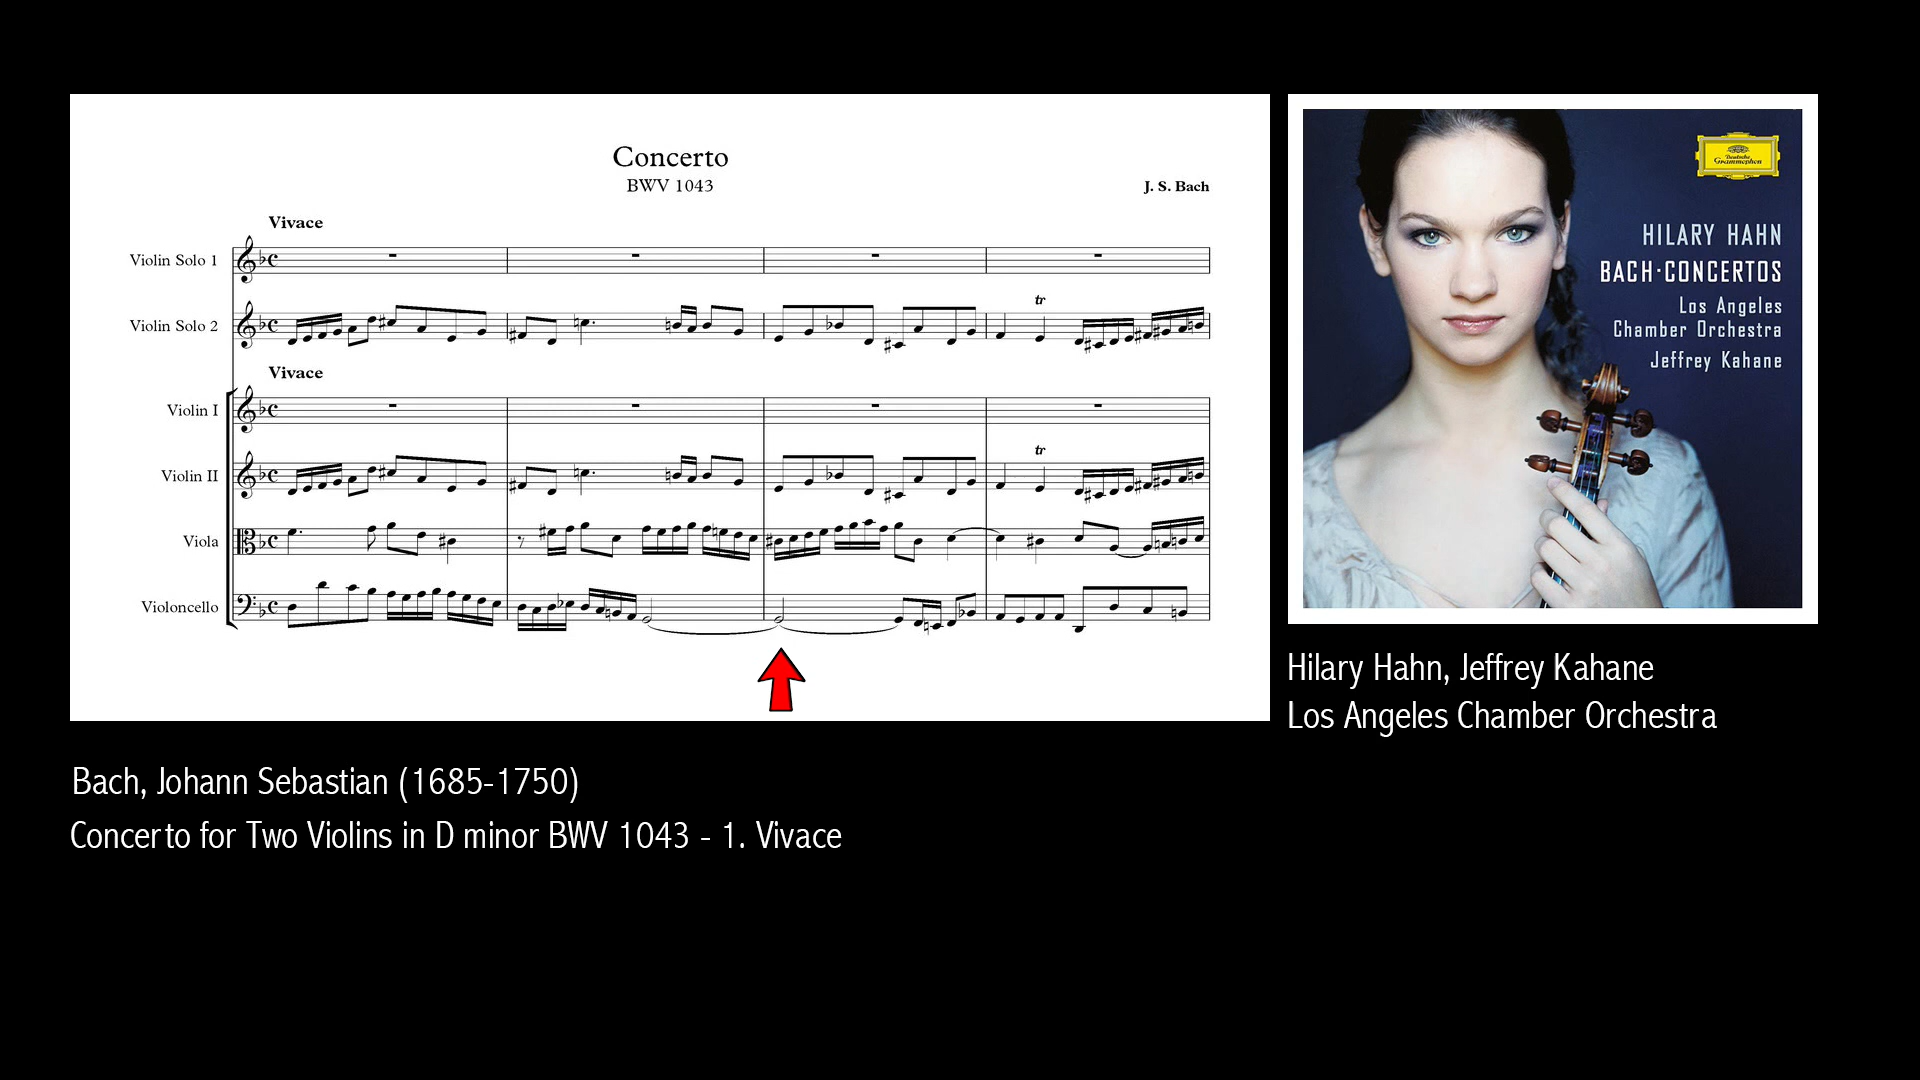 Concerto
BWV 1043
J. S. Bach
Vivace
Violin Solo 1
tr
Violin Solo 2
Vivace
Violin I
tr
Violin II
Viola
Violoncello
Deutsche
Grammophon
HILARY HAHN
BACH·CONCERTOS
Los Angeles
Chamber Orchestra
Jeffrey Kahane
Hilary Hahn, Jeffrey Kahane
Los Angeles Chamber Orchestra
Bach, Johann Sebastian (1685-1750)
Concerto for Two Violins in D minor BWV 1043 - 1. Vivace